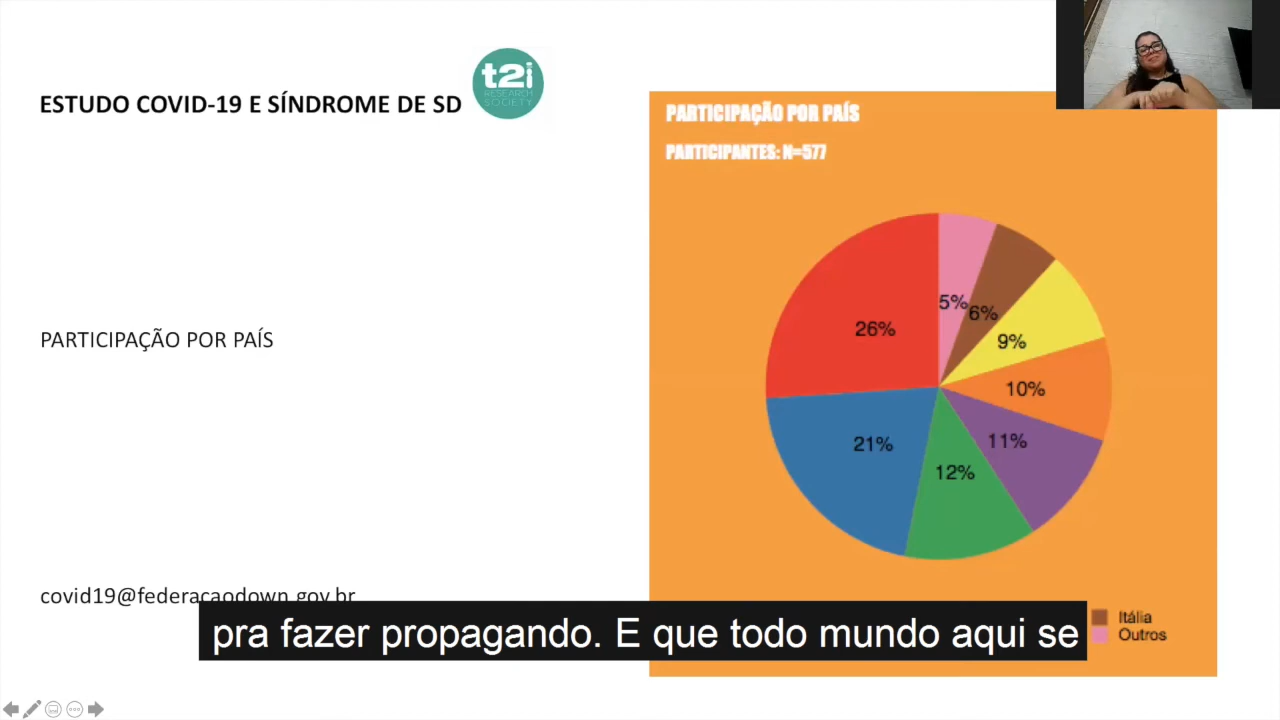 ESTUDO COVID-19 E SÍNDROME DE SD
t2i
RESEARCH
SOCIETY
PARTICIPAÇÃO POR PAÍS
PARTICIPANTES: N=577
5%
6%
26%
9%
PARTICIPAÇÃO POR PAÍS
10%
11%
21%
12%
covid19@federacaodown.gov.br
Itália
Outros
pra fazer propagando. E que todo mundo aqui se